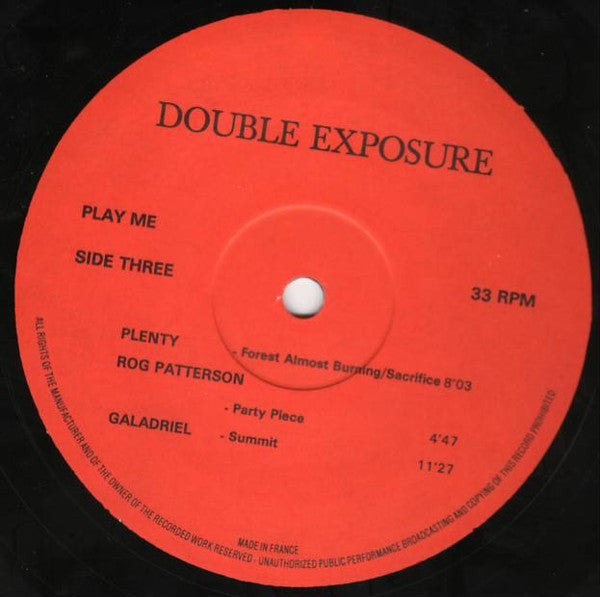 DOUBLE EXPOSURE
PLAY ME
SIDE THREE
33 RPM
PLENTY - Forest Almost Burning/Sacrifice 8'03
ROG PATTERSON
- Party Piece 4'47
GALADRIEL - Summit 11'27
MADE IN FRANCE
ALL RIGHTS OF THE MANUFACTURER AND OF THE OWNER OF THE RECORDED WORK RESERVED - UNAUTHORIZED PUBLIC PERFORMANCE BROADCASTING AND COPYING OF THIS RECORD PROHIBITED